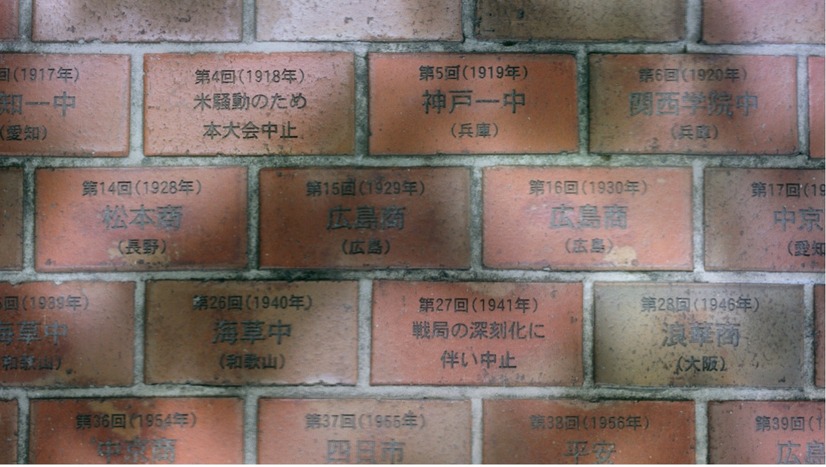 回(1917年)
知一中
(愛知)
第4回(1918年)
米騒動のため
本大会中止
第5回(1919年)
神戸一中
(兵庫)
第6回(1920年)
関西学院中
(兵庫)
第14回(1928年)
松本商
(長野)
第15回(1929年)
広島商
(広島)
第16回(1930年)
広島商
(広島)
第17回(19
中京
(愛知
回(1939年)
海草中
和歌山)
第26回(1940年)
海草中
(和歌山)
第27回(1941年)
戦局の深刻化に
伴い中止
第28回(1946年)
浪華商
(大阪)
第36回(1954年)
中京商
第37回(1955年)
四日市
第38回(1956年)
平安
第39回(1
広島